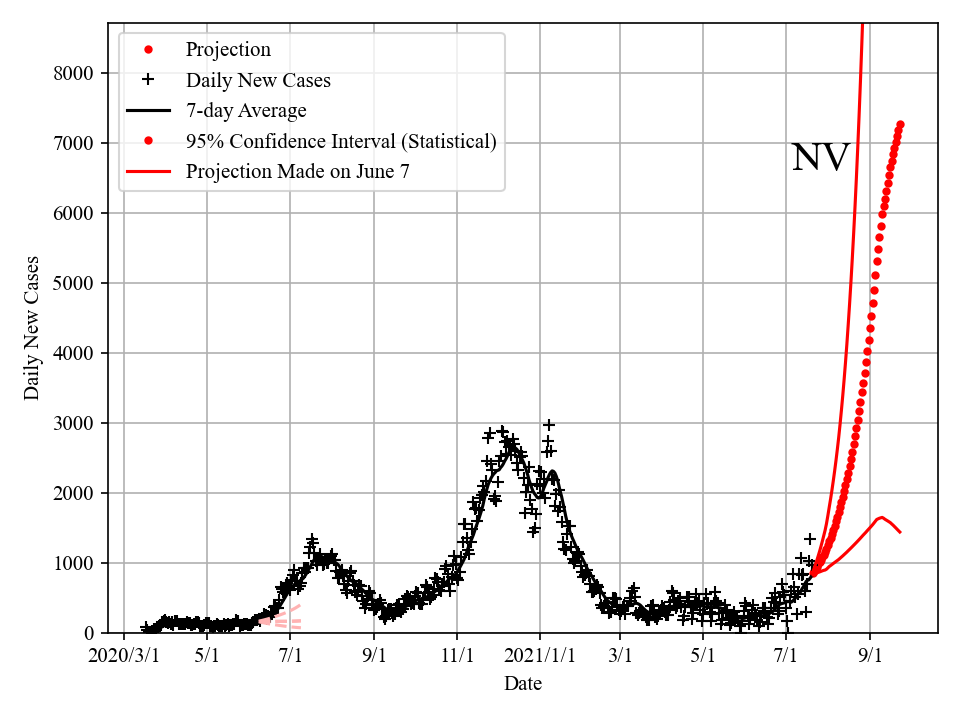 Projection
Daily New Cases
7-day Average
95% Confidence Interval (Statistical)
Projection Made on June 7
NV
8000
7000
6000
5000
4000
3000
2000
1000
0
Daily New Cases
2020/3/1 5/1 7/1 9/1 11/1 2021/1/1 3/1 5/1 7/1 9/1
Date